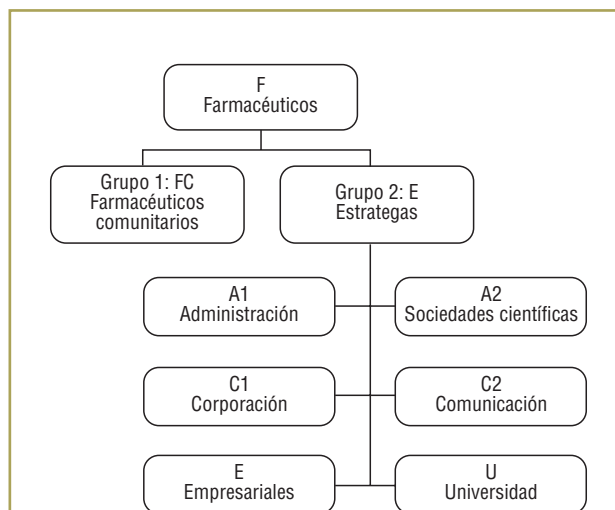 F
Farmacéuticos
Grupo 1: FC
Farmacéuticos
comunitarios
Grupo 2: E
Estrategas
A1
Administración
A2
Sociedades científicas
C1
Corporación
C2
Comunicación
E
Empresariales
U
Universidad